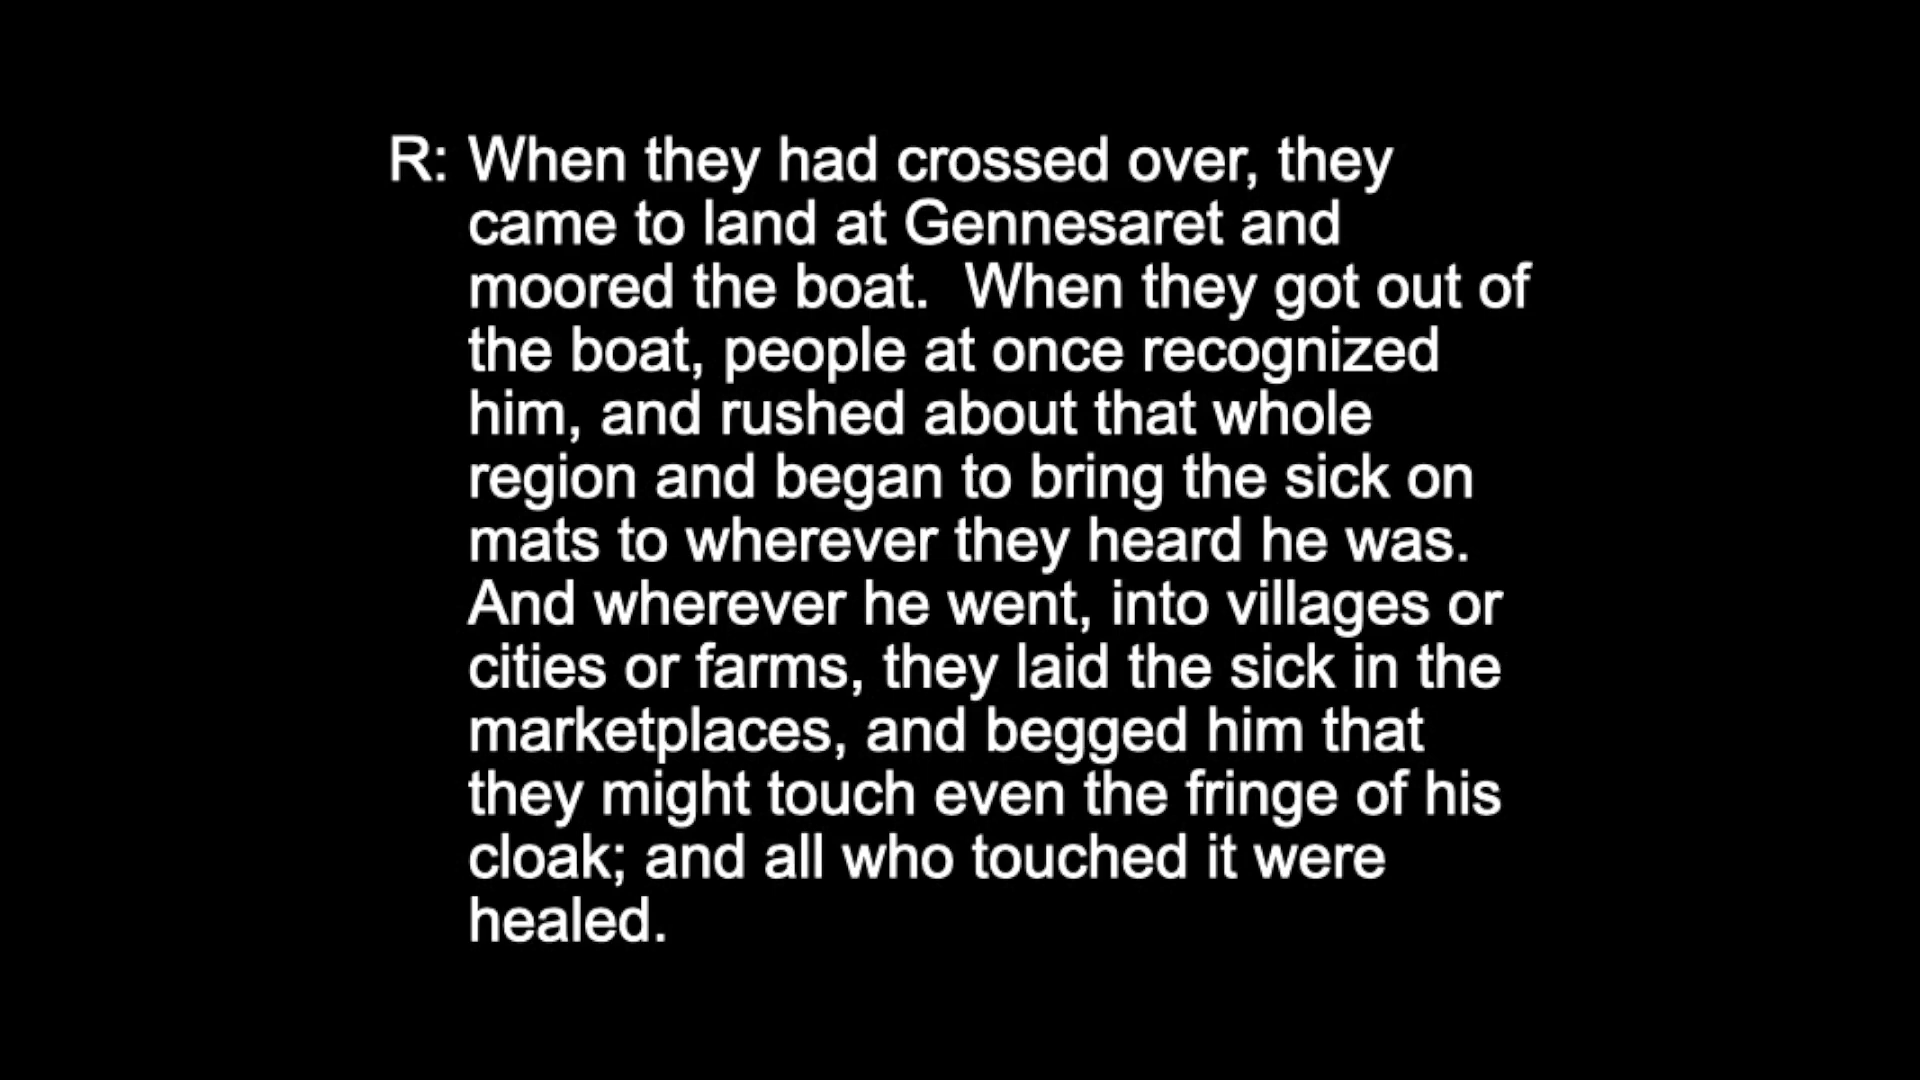 R: When they had crossed over, they
came to land at Gennesaret and
moored the boat.  When they got out of
the boat, people at once recognized
him, and rushed about that whole
region and began to bring the sick on
mats to wherever they heard he was.
And wherever he went, into villages or
cities or farms, they laid the sick in the
marketplaces, and begged him that
they might touch even the fringe of his
cloak; and all who touched it were
healed.